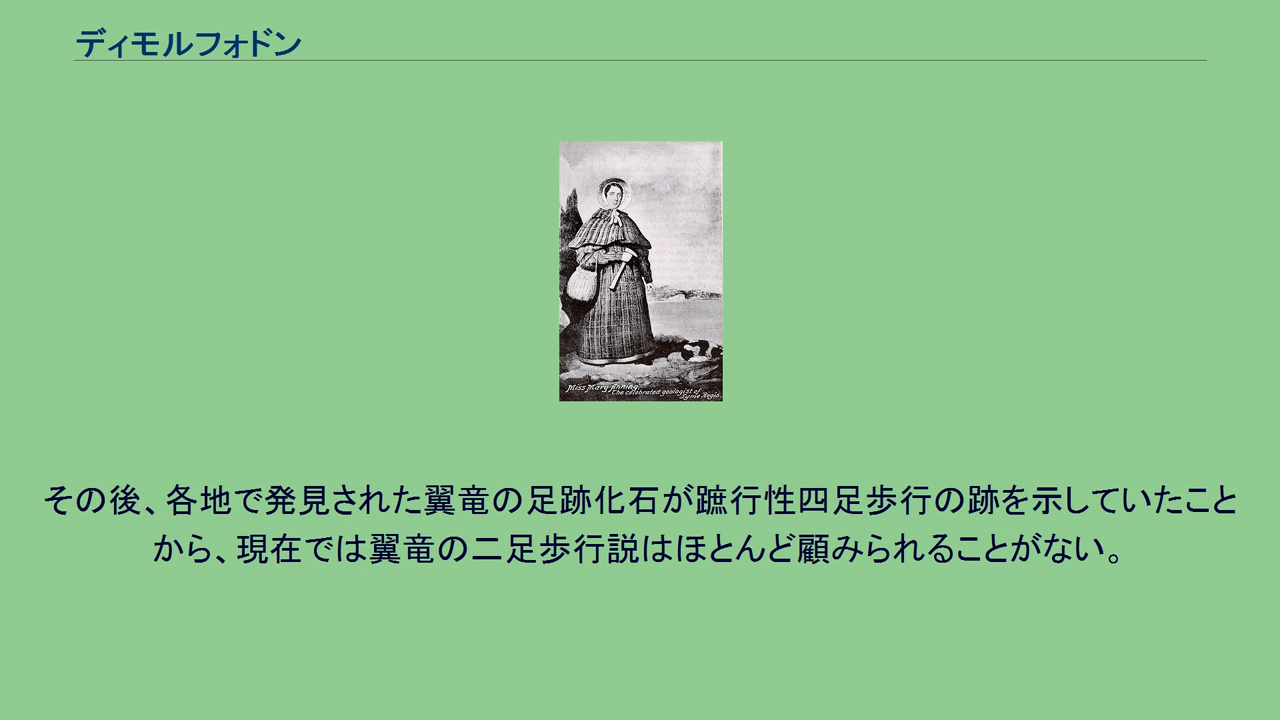 ディモルフォドン
Miss Mary Anning
the celebrated geologist of
Lyme Regis
その後、各地で発見された翼竜の足跡化石が蹠行性四足歩行の跡を示していたこと
から、現在では翼竜の二足歩行説はほとんど顧みられることがない。